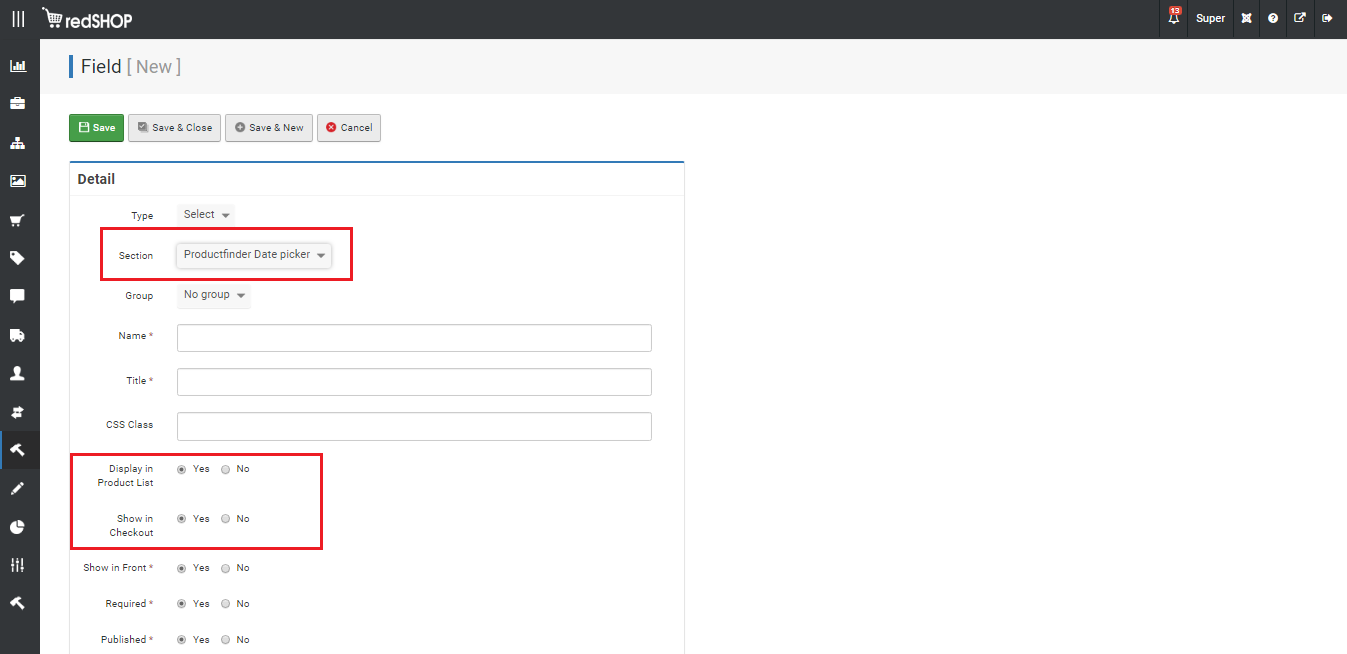 redSHOP
13
Super
Field [ New ]
Save
Save & Close
Save & New
Cancel
Detail
Type
Select
Section
Productfinder Date picker
Group
No group
Name *
Title *
CSS Class
Display in
Product List
Yes
No
Show in
Checkout
Yes
No
Show in Front *
Yes
No
Required *
Yes
No
Published *
Yes
No